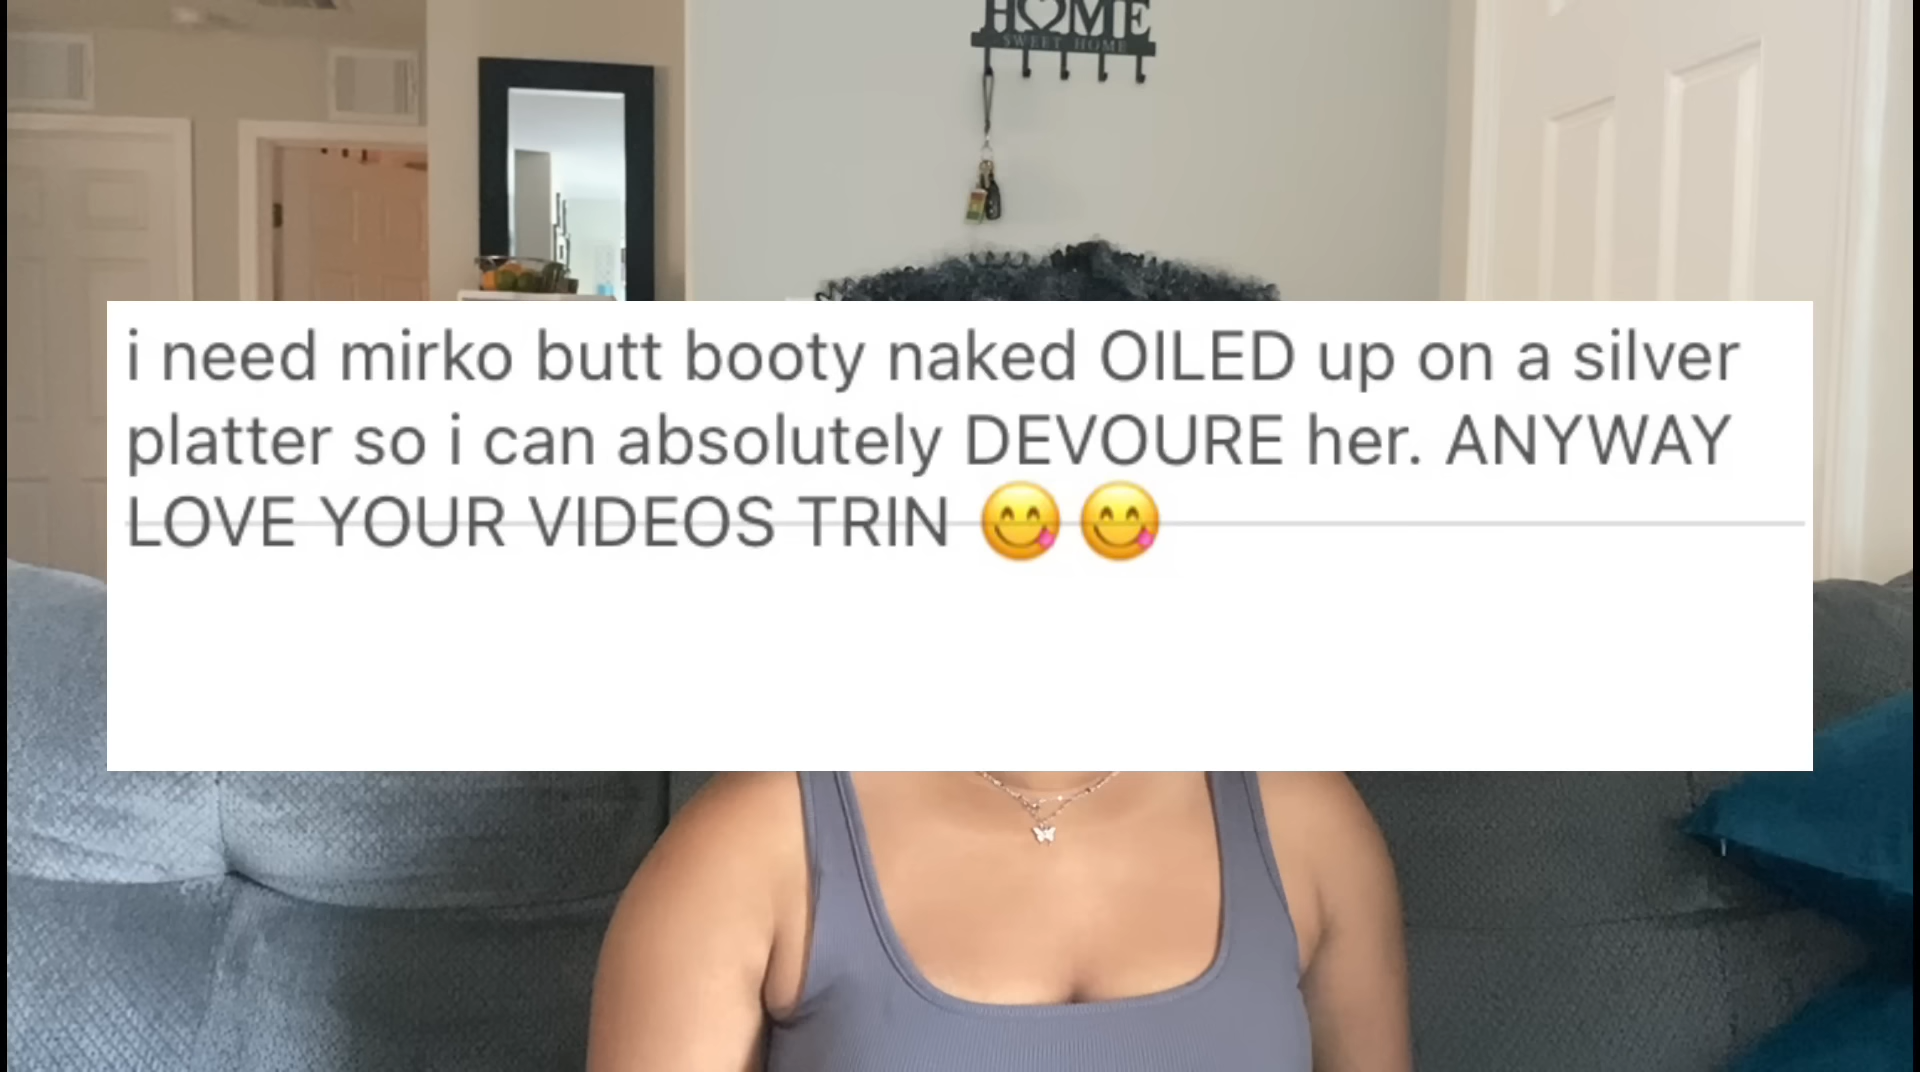 HOME
SWEET HOME
i need mirko butt booty naked OILED up on a silver
platter so i can absolutely DEVOURE her. ANYWAY
LOVE YOUR VIDEOS TRIN 😋 😋